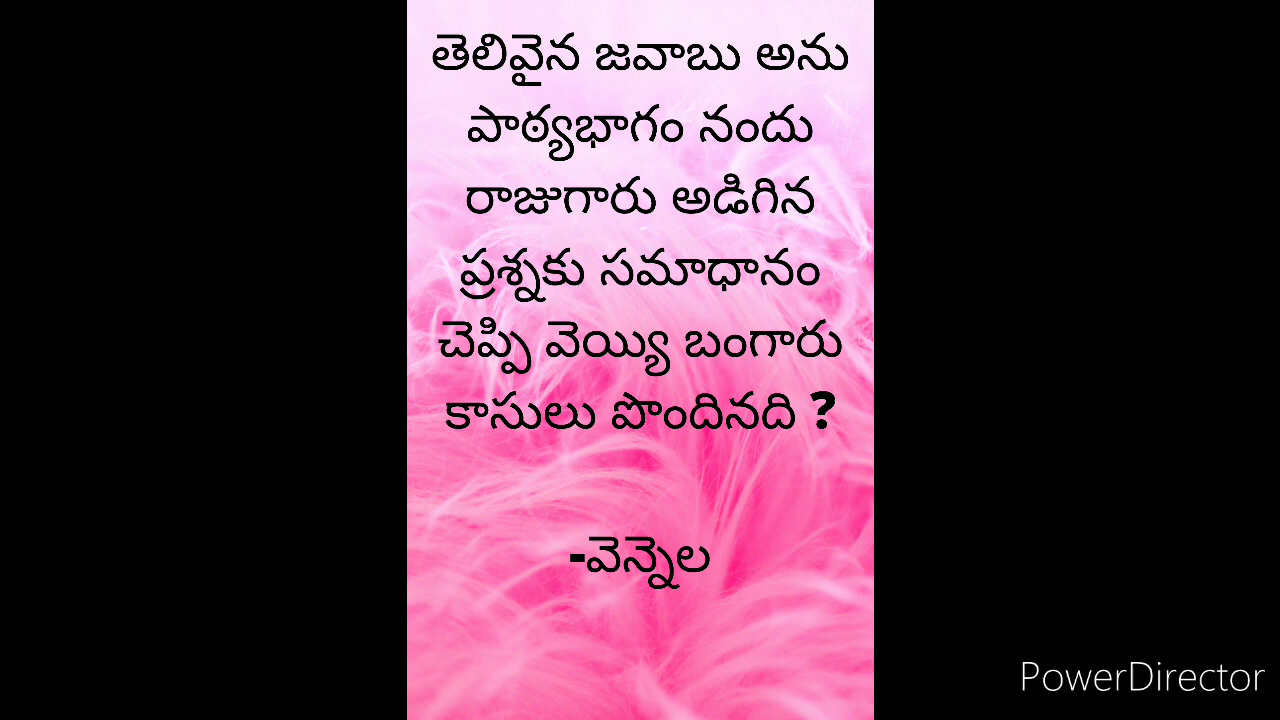 తెలివైన జవాబు అను
పాఠ్యభాగం నందు
రాజుగారు అడిగిన
ప్రశ్నకు సమాధానం
చెప్పి వెయ్యి బంగారు
కాసులు పొందినది ?
-వెన్నెల
PowerDirector